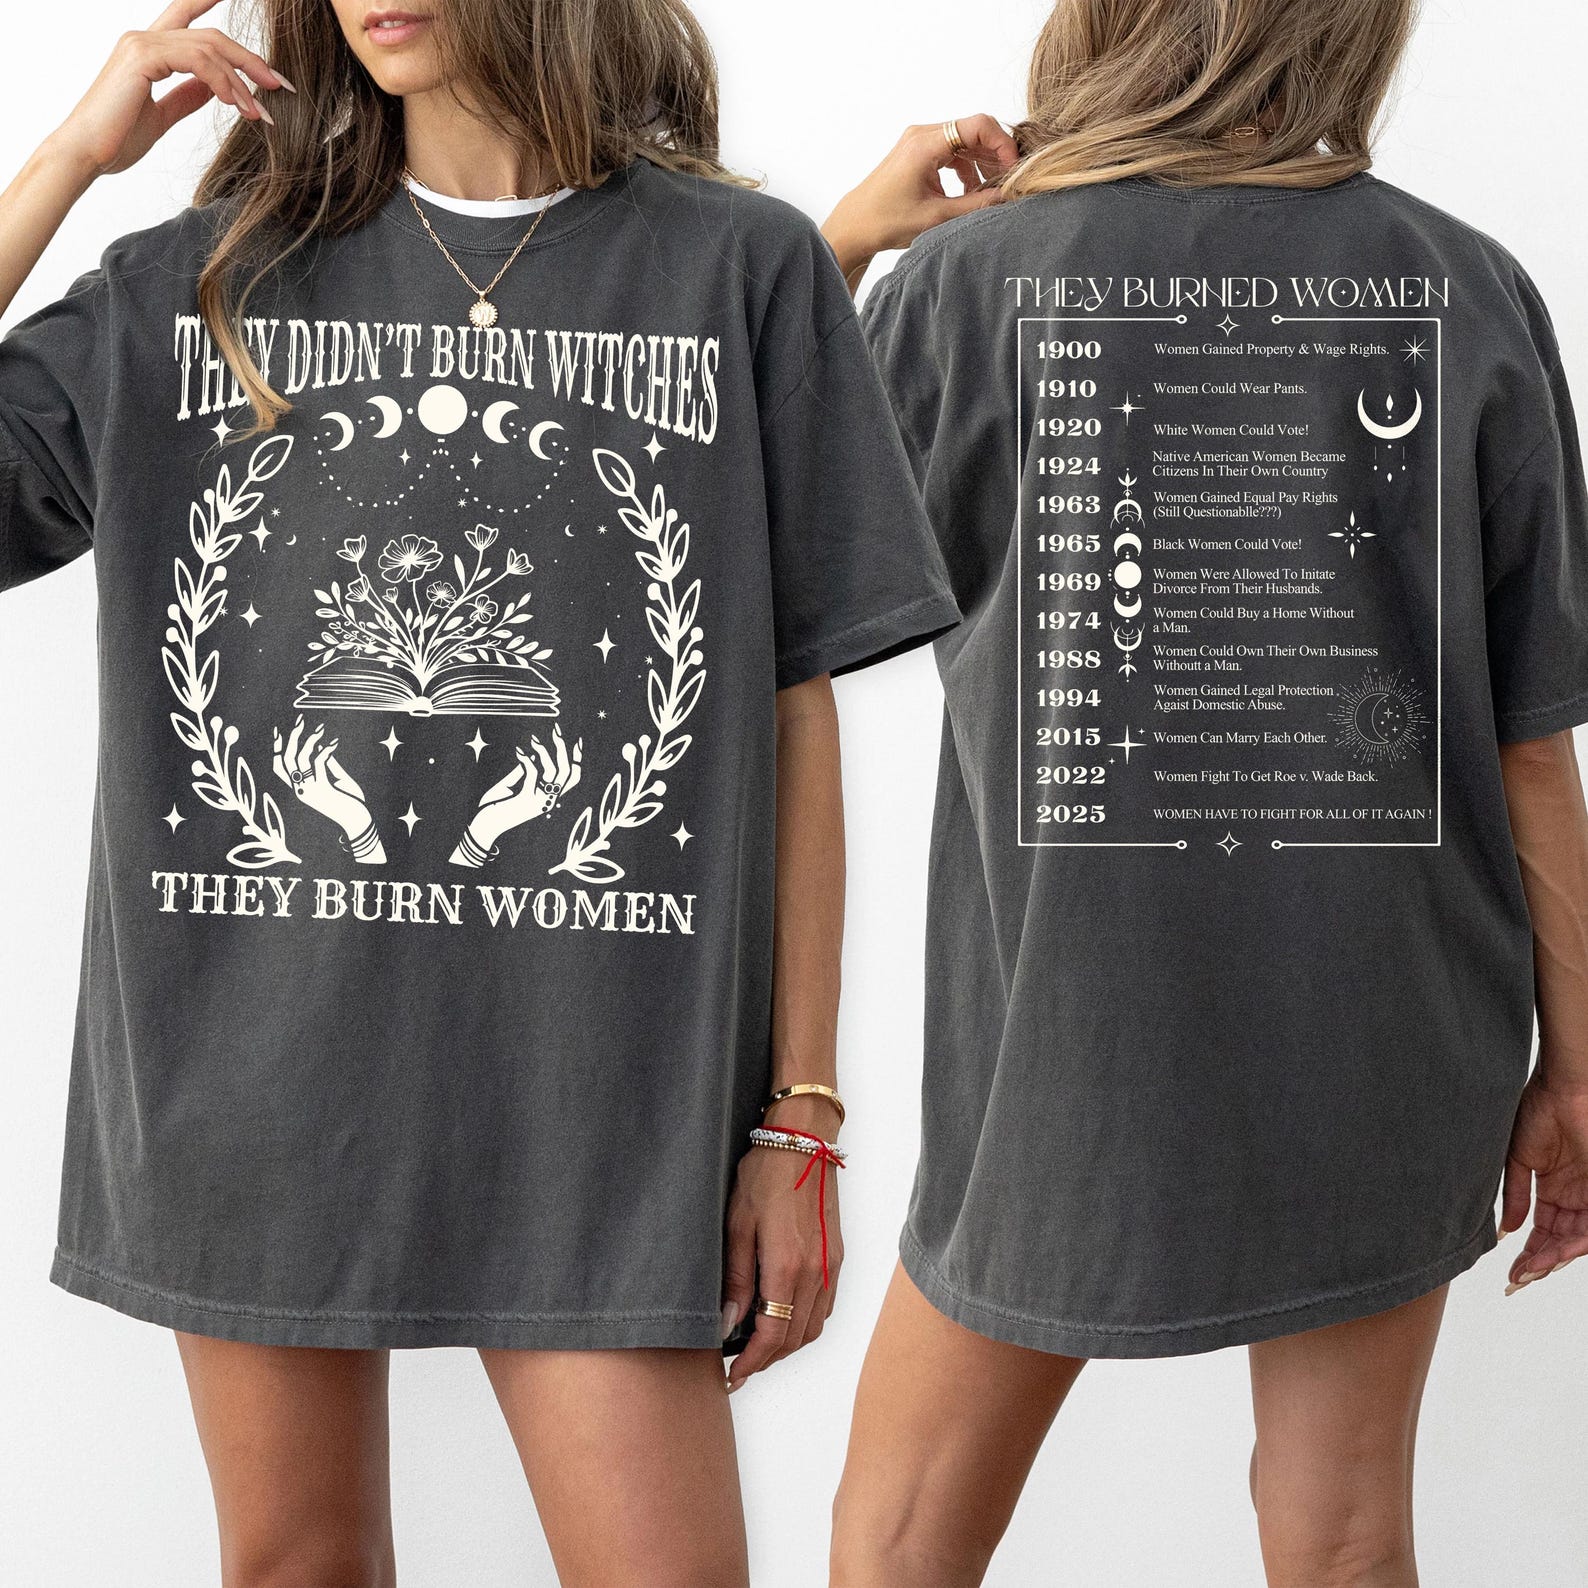 THEY DIDN'T BURN WITCHES
THEY BURN WOMEN
THEY BURNED WOMEN
1900 Women Gained Property & Wage Rights.
1910 Women Could Wear Pants.
1920 White Women Could Vote!
1924 Native American Women Became
Citizens In Their Own Country
1963 Women Gained Equal Pay Rights
(Still Questionablle???)
1965 Black Women Could Vote!
1969 Women Were Allowed To Initate
Divorce From Their Husbands.
1974 Women Could Buy a Home Without
a Man.
1988 Women Could Own Their Own Business
Withoutt a Man.
1994 Women Gained Legal Protection
Agaist Domestic Abuse.
2015 Women Can Marry Each Other.
2022 Women Fight To Get Roe v. Wade Back.
2025 WOMEN HAVE TO FIGHT FOR ALL OF IT AGAIN !